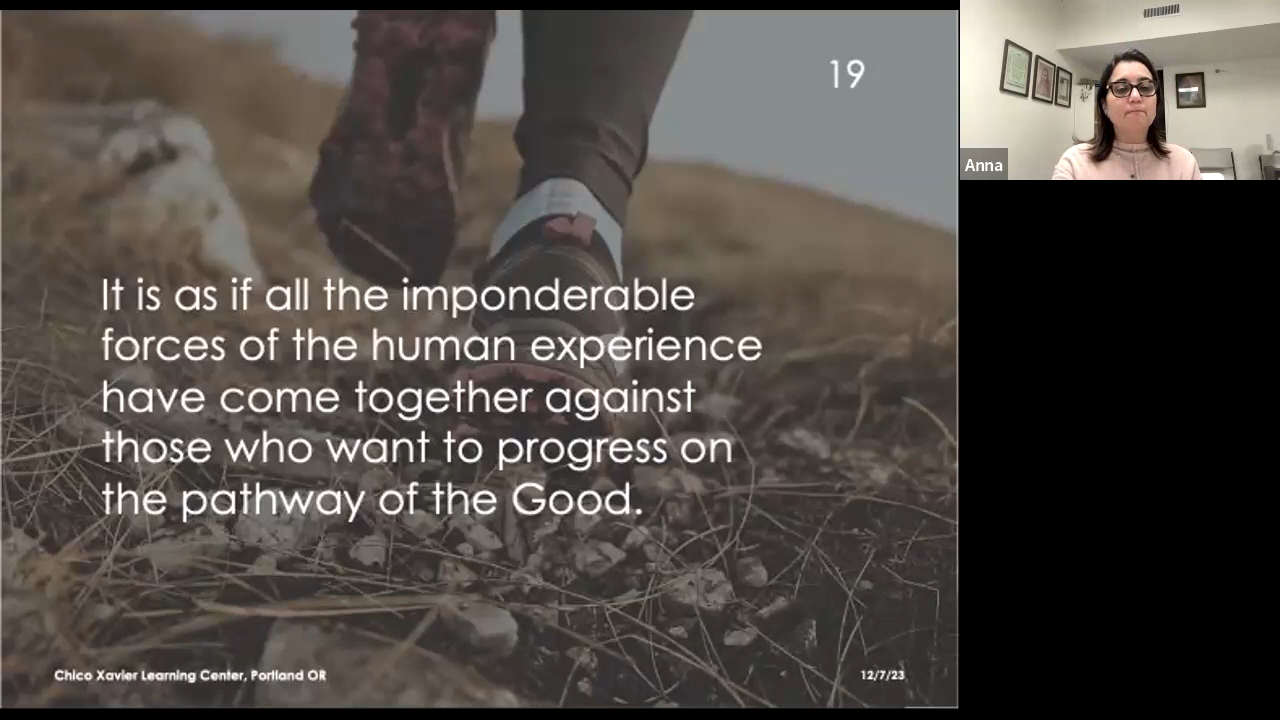 19
It is as if all the imponderable
forces of the human experience
have come together against
those who want to progress on
the pathway of the Good.
Chico Xavier Learning Center, Portland OR
12/7/23
Anna